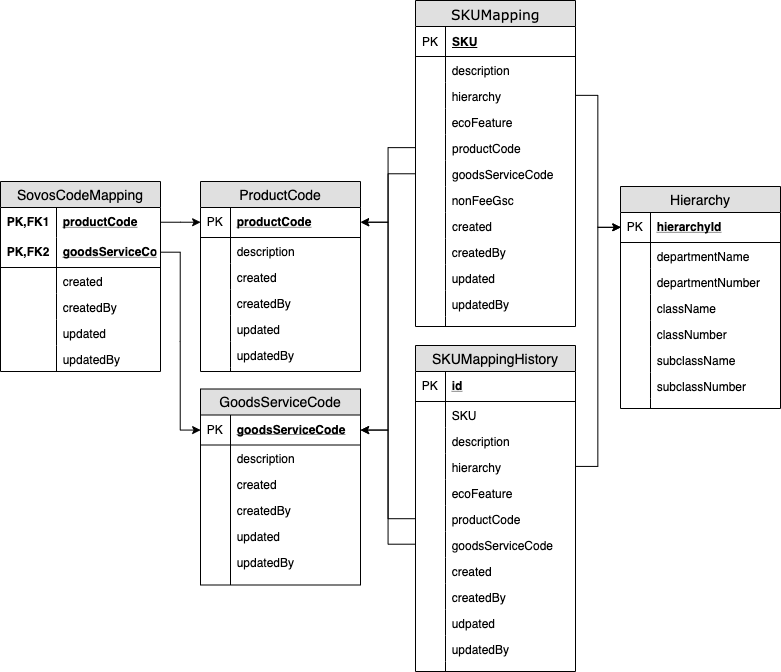 SKUMapping
PK SKU
description
hierarchy
ecoFeature
productCode
goodsServiceCode
nonFeeGsc
created
createdBy
updated
updatedBy
SovosCodeMapping
PK,FK1 productCode
PK,FK2 goodsServiceCo
created
createdBy
updated
updatedBy
ProductCode
PK productCode
description
created
createdBy
updated
updatedBy
Hierarchy
PK hierarchyId
departmentName
departmentNumber
className
classNumber
subclassName
subclassNumber
SKUMappingHistory
PK id
SKU
description
hierarchy
ecoFeature
productCode
goodsServiceCode
created
createdBy
udpated
updatedBy
GoodsServiceCode
PK goodsServiceCode
description
created
createdBy
updated
updatedBy